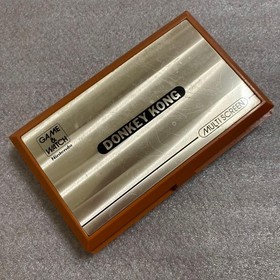 GAME
&
WATCH
Nintendo
DONKEY KONG
MULTI SCREEN